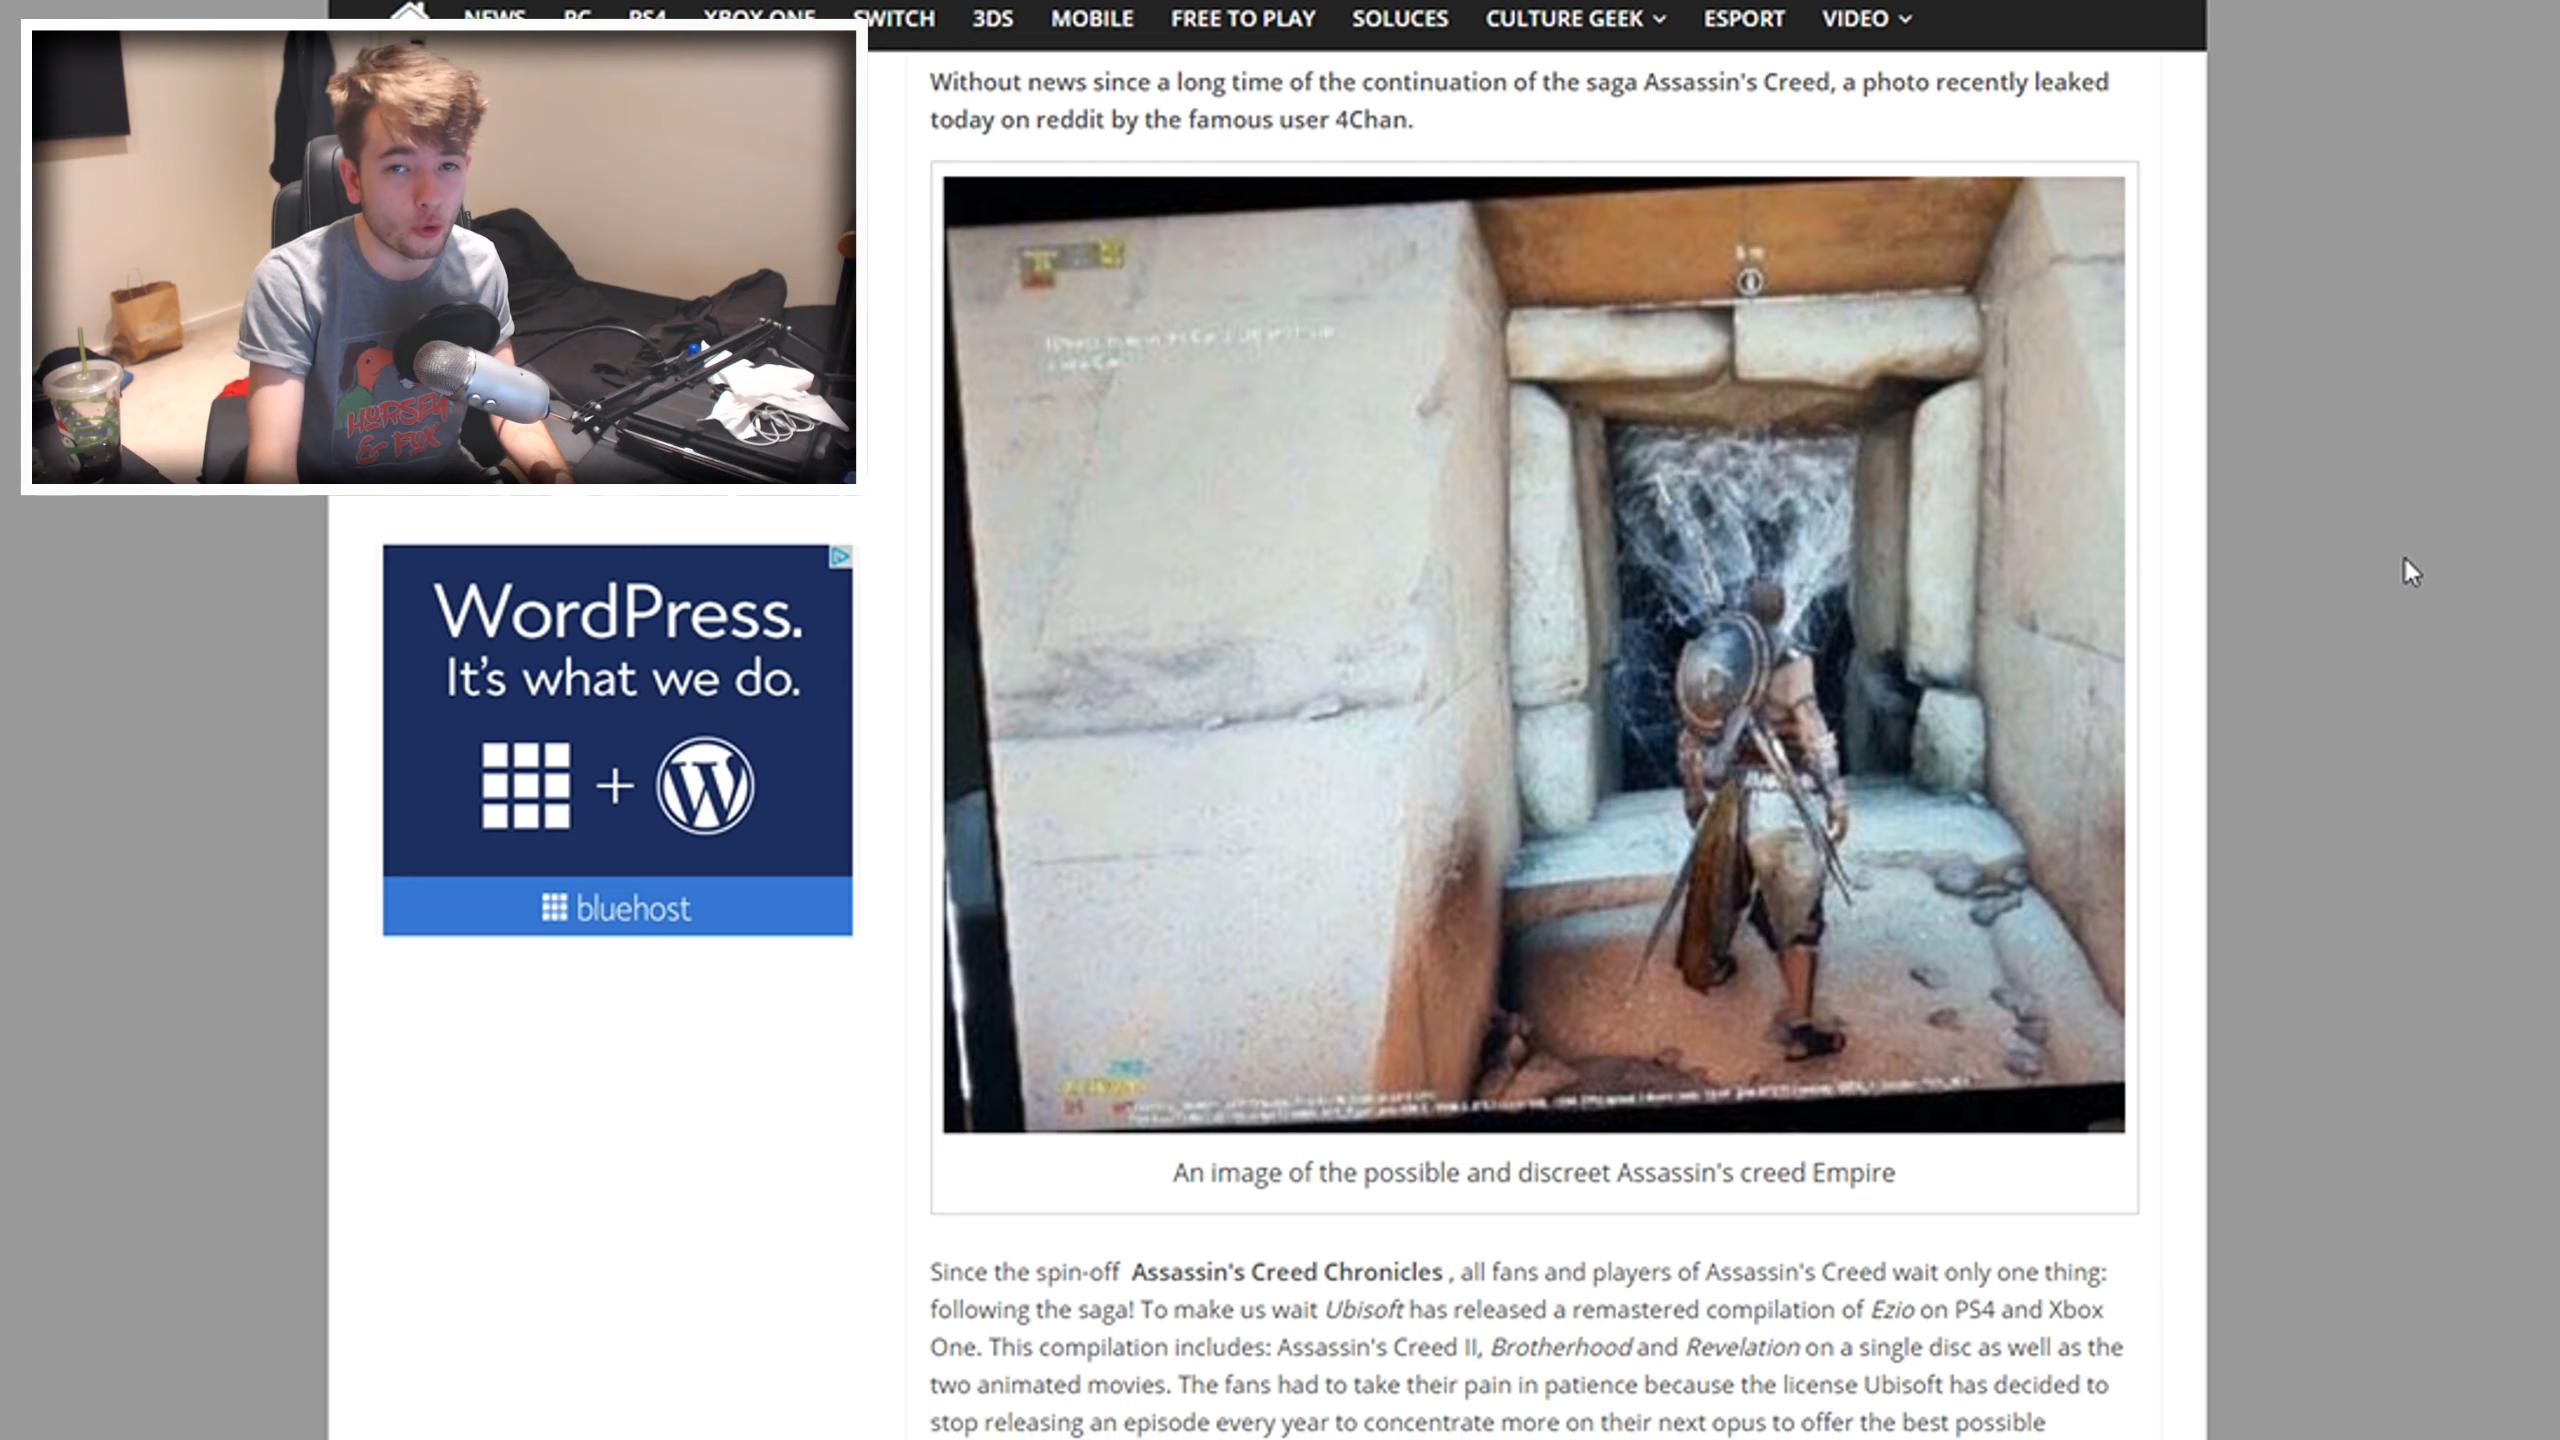 NEWS PC PS4 XBOX ONE SWITCH 3DS MOBILE FREE TO PLAY SOLUCES CULTURE GEEK ESPORT VIDEO
Without news since a long time of the continuation of the saga Assassin's Creed, a photo recently leaked
today on reddit by the famous user 4Chan.
HORSEY
& FOX
WordPress.
It's what we do.
bluehost
An image of the possible and discreet Assassin's creed Empire
Since the spin-off Assassin's Creed Chronicles , all fans and players of Assassin's Creed wait only one thing:
following the saga! To make us wait Ubisoft has released a remastered compilation of Ezio on PS4 and Xbox
One. This compilation includes: Assassin's Creed II, Brotherhood and Revelation on a single disc as well as the
two animated movies. The fans had to take their pain in patience because the license Ubisoft has decided to
stop releasing an episode every year to concentrate more on their next opus to offer the best possible